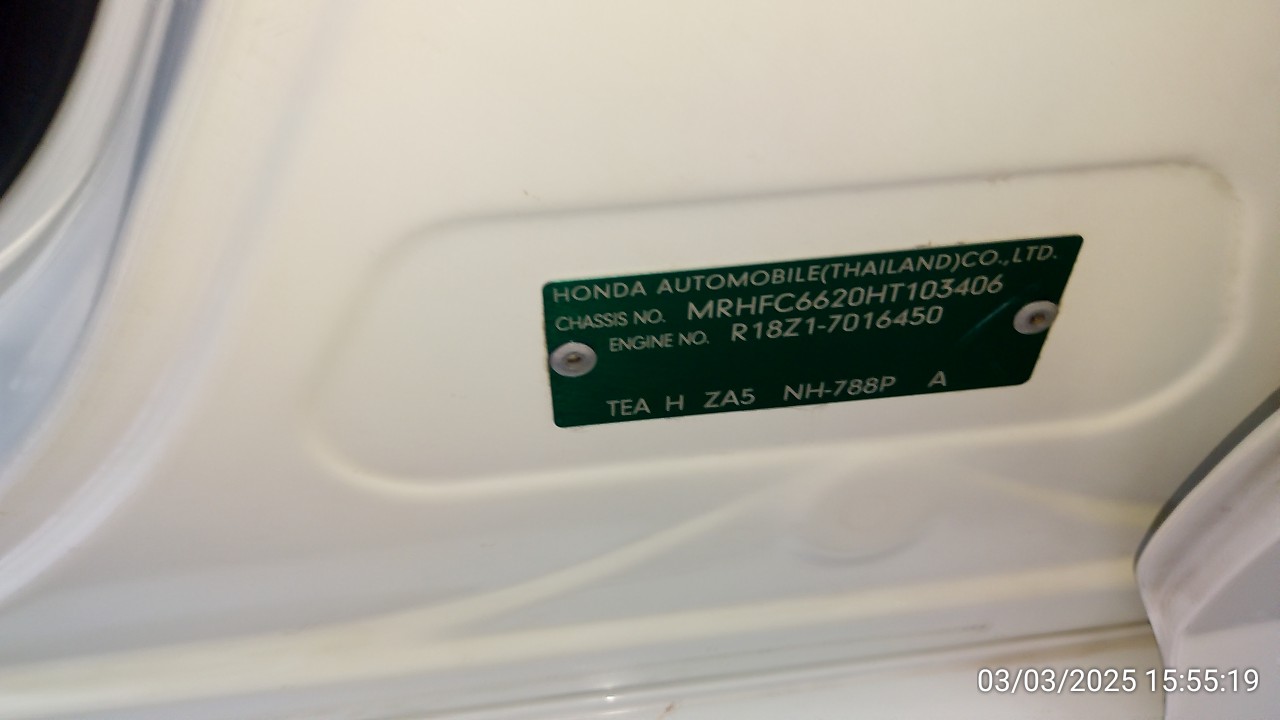 HONDA AUTOMOBILE(THAILAND)CO.,LTD.
CHASSIS NO. MRHFC6620HT103406
ENGINE NO. R18Z1-7016450
TEA H ZA5 NH-788P A
03/03/2025 15:55:19